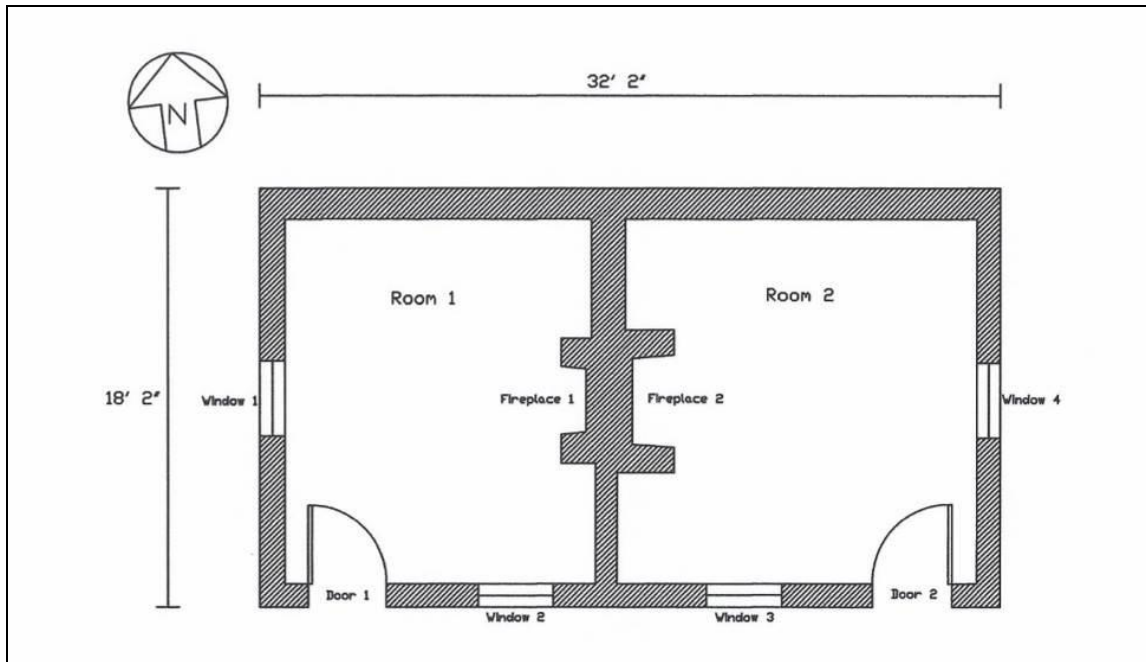 32' 2"
N
Room 1
Room 2
18' 2"
Window 1
Fireplace 1
Fireplace 2
Window 4
Door 1
Door 2
Window 2
Window 3